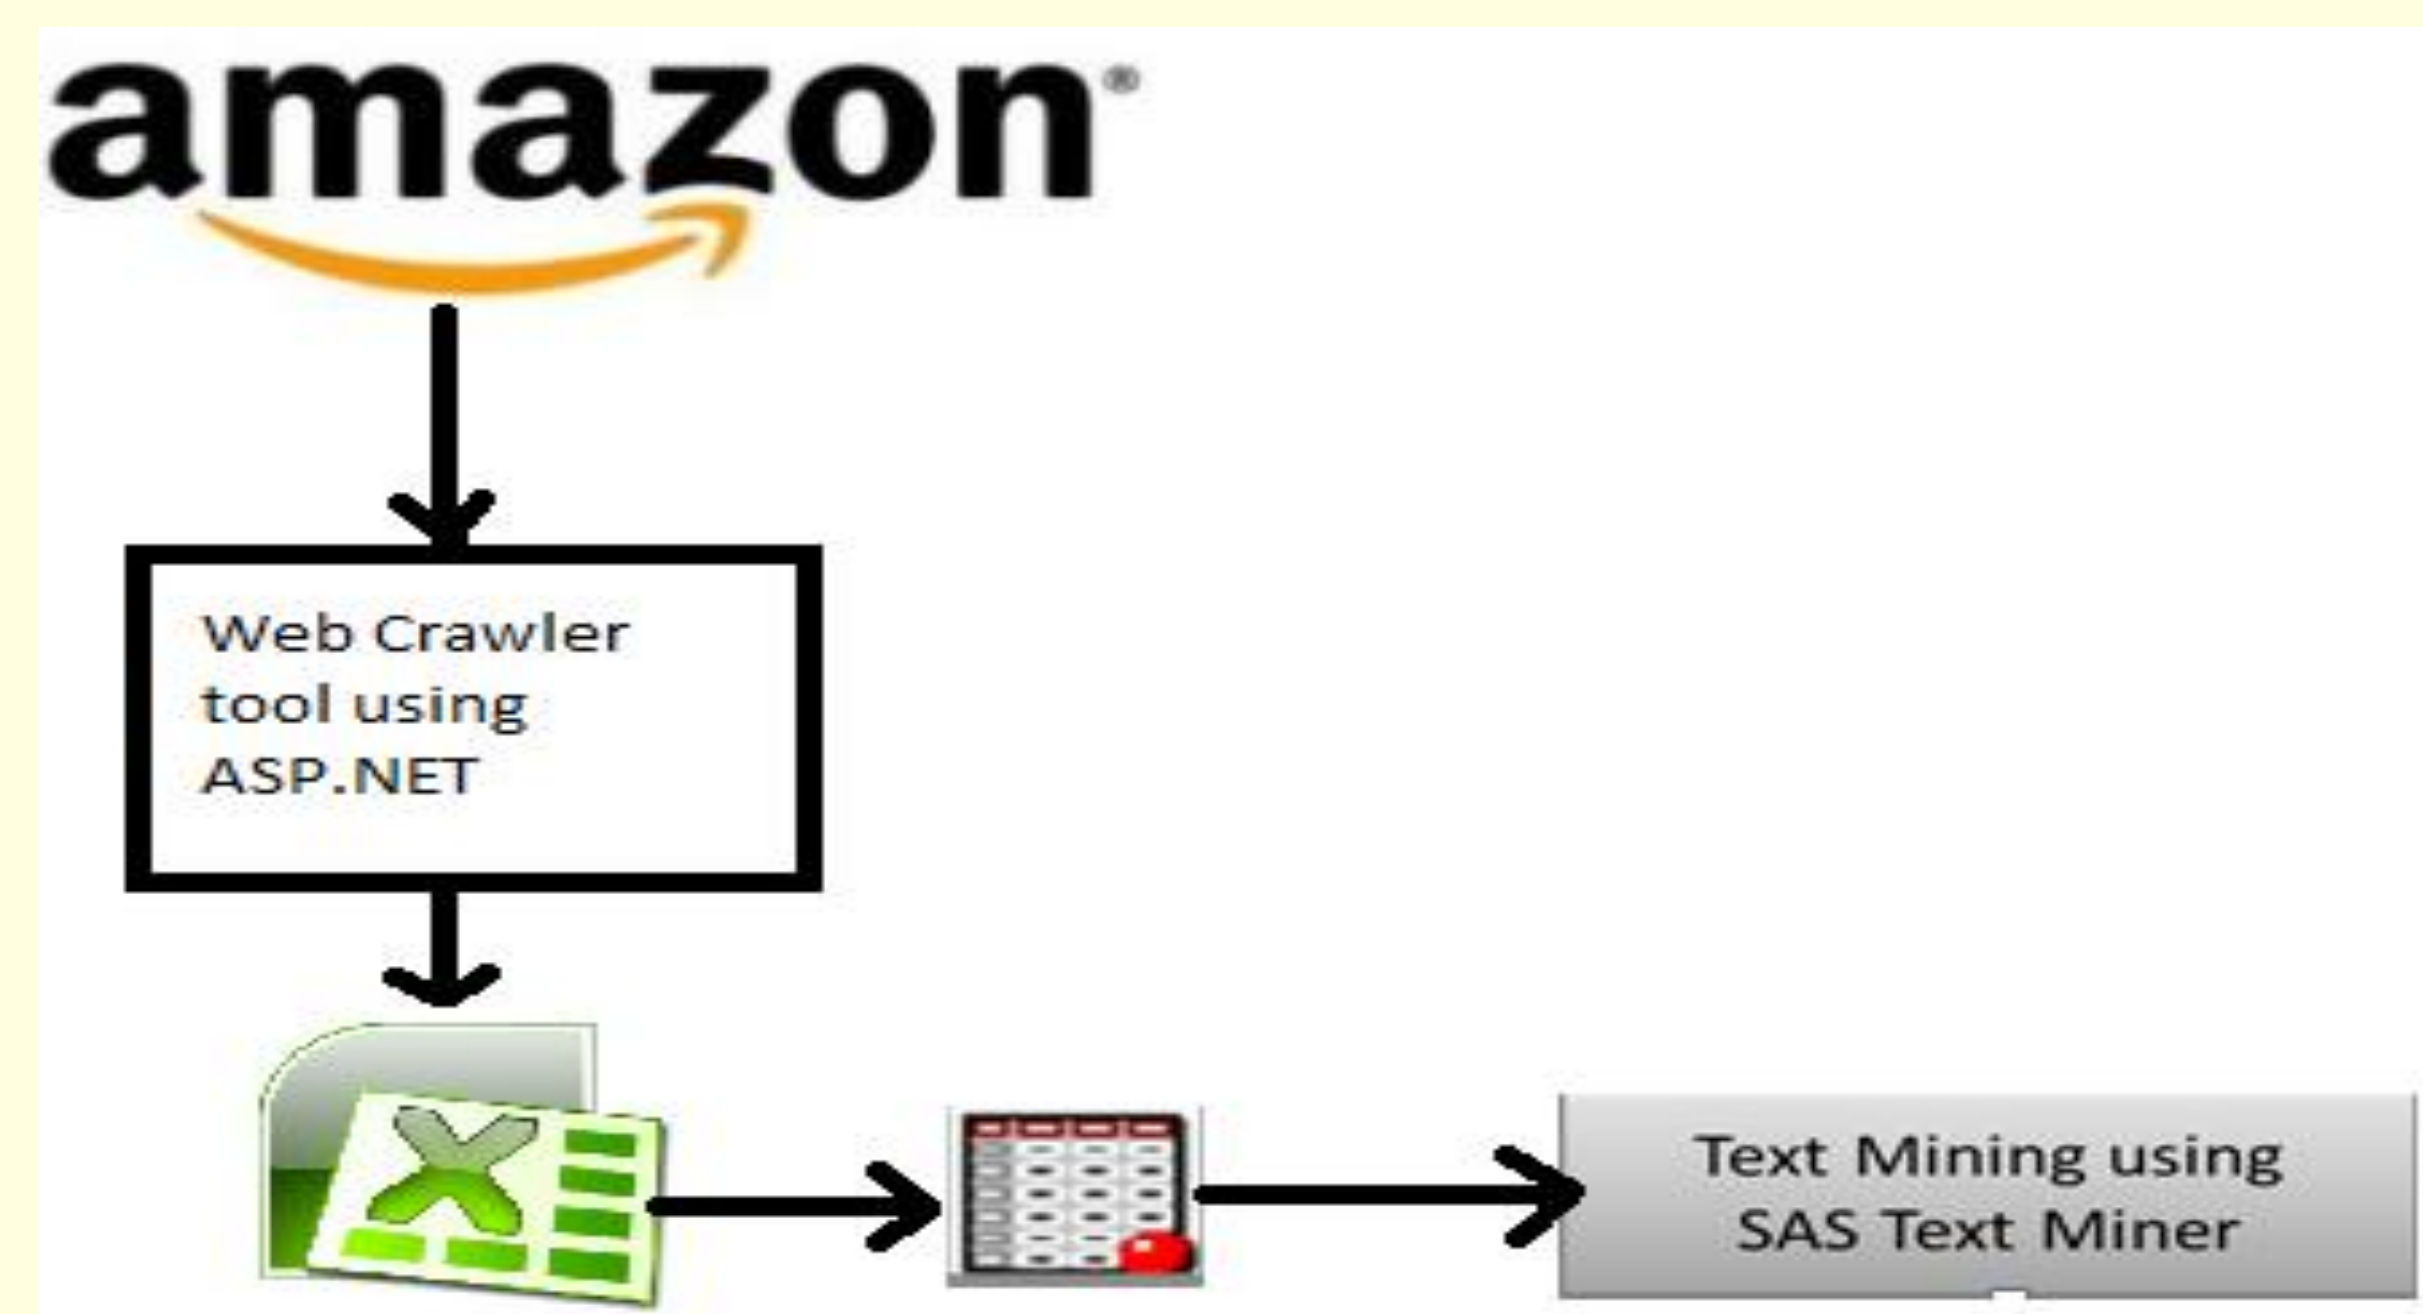 amazon®
Web Crawler
tool using
ASP.NET
X
Text Mining using
SAS Text Miner